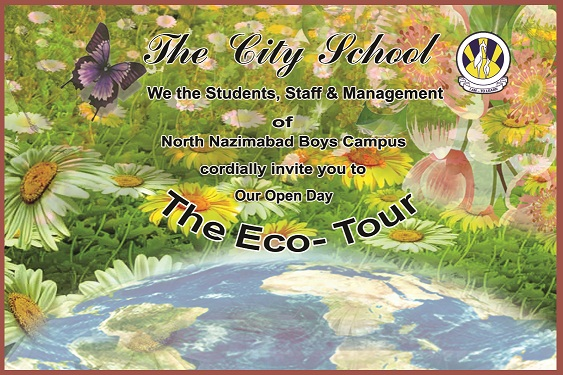 The City School
We the Students, Staff & Management
of
North Nazimabad Boys Campus
cordially invite you to
Our Open Day
The Eco- Tour